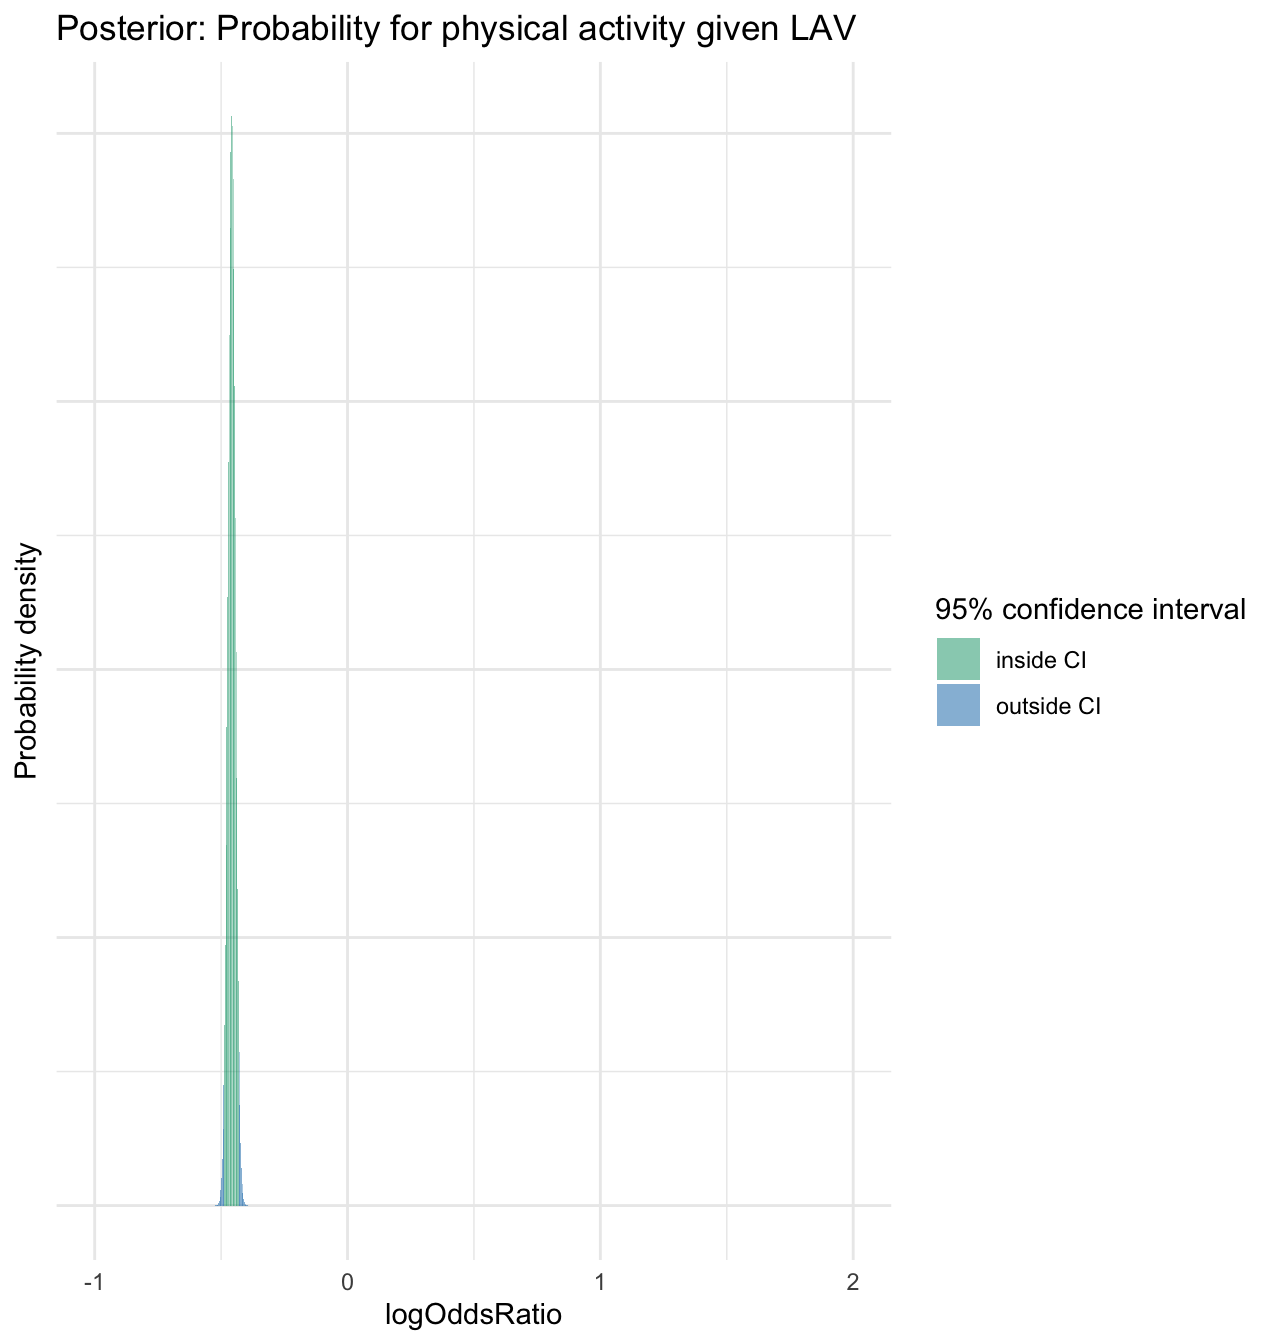 Posterior: Probability for physical activity given LAV
Probability density
95% confidence interval
inside CI
outside CI
-1 0 1 2
logOddsRatio